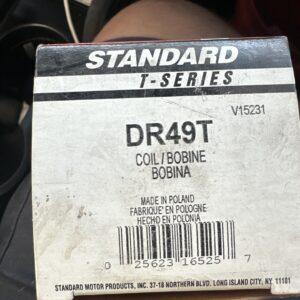 STANDARD
T-SERIES
V15231
DR49T
COIL / BOBINE
BOBINA
MADE IN POLAND
FABRIQUÉ EN POLOGNE
HECHO EN POLONIA
0 25623 16525 7
STANDARD MOTOR PRODUCTS, INC. 37-18 NORTHERN BLVD. LONG ISLAND CITY, N.Y. 11101